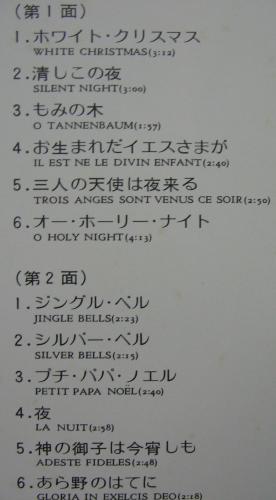 (第1面)
1.ホワイト・クリスマス
WHITE CHRISTMAS(3:12)
2.清しこの夜
SILENT NIGHT(3:00)
3.もみの木
O TANNENBAUM(1:57)
4.お生まれだイエスさまが
IL EST NE LE DIVIN ENFANT(2:40)
5.三人の天使は夜来る
TROIS ANGES SONT VENUS CE SOIR(2:50)
6.オー・ホーリー・ナイト
O HOLY NIGHT(4:13)
(第2面)
1.ジングル・ベル
JINGLE BELLS(2:23)
2.シルバー・ベル
SILVER BELLS(2:15)
3.プチ・パパ・ノエル
PETIT PAPA NOËL(2:40)
4.夜
LA NUIT(2:58)
5.神の御子は今宵しも
ADESTE FIDELES(2:48)
6.あら野のはてに
GLORIA IN EXELCIS DEO(2:18)